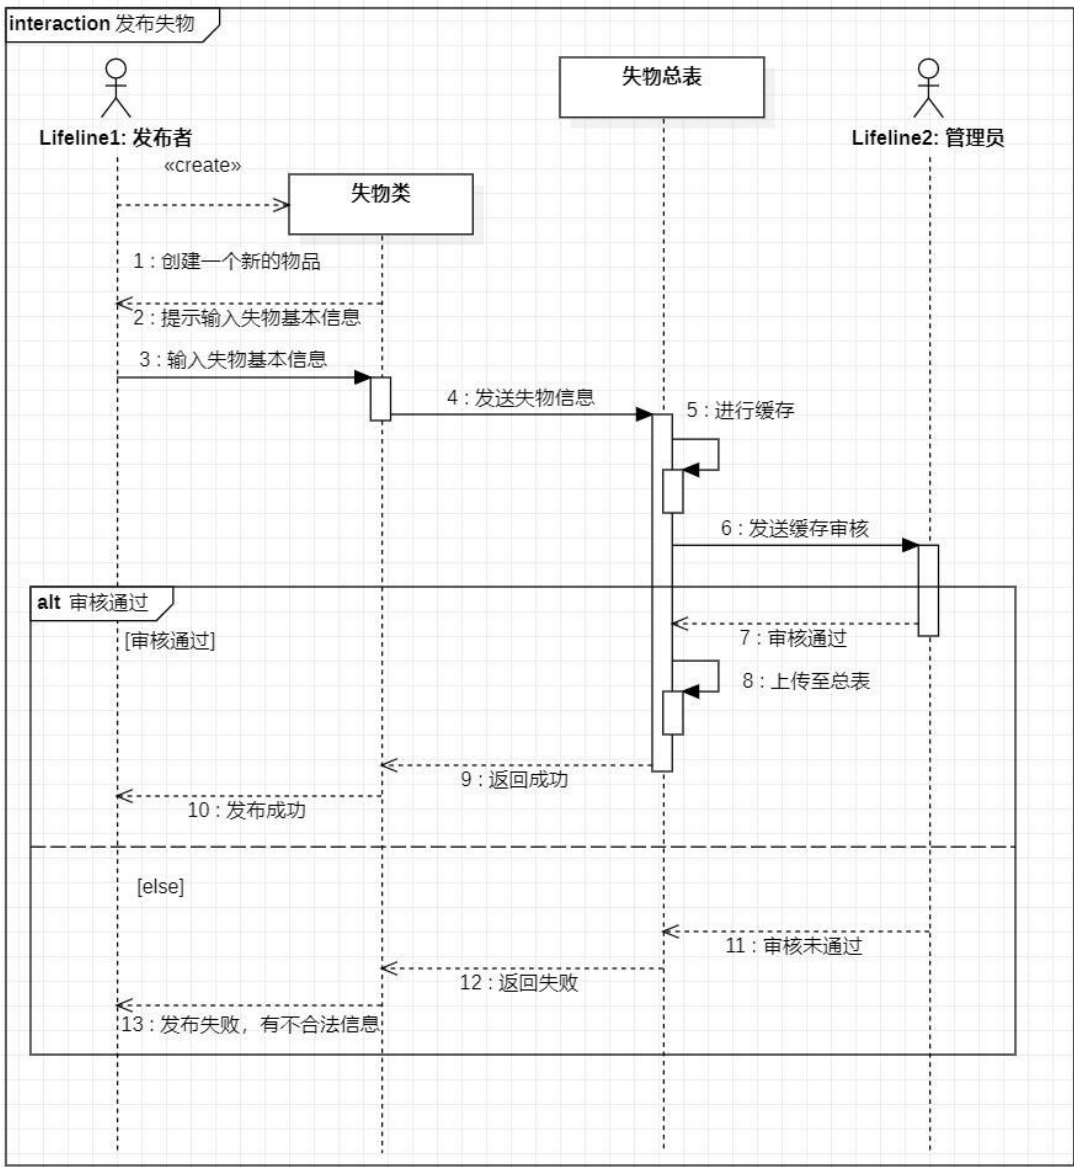 interaction 发布失物
失物总表
Lifeline1: 发布者
Lifeline2: 管理员
«create»
失物类
1 : 创建一个新的物品
2 : 提示输入失物基本信息
3 : 输入失物基本信息
4 : 发送失物信息
5 : 进行缓存
6 : 发送缓存审核
alt 审核通过
[审核通过]
7 : 审核通过
8 : 上传至总表
9 : 返回成功
10 : 发布成功
[else]
11 : 审核未通过
12 : 返回失败
13 : 发布失败，有不合法信息